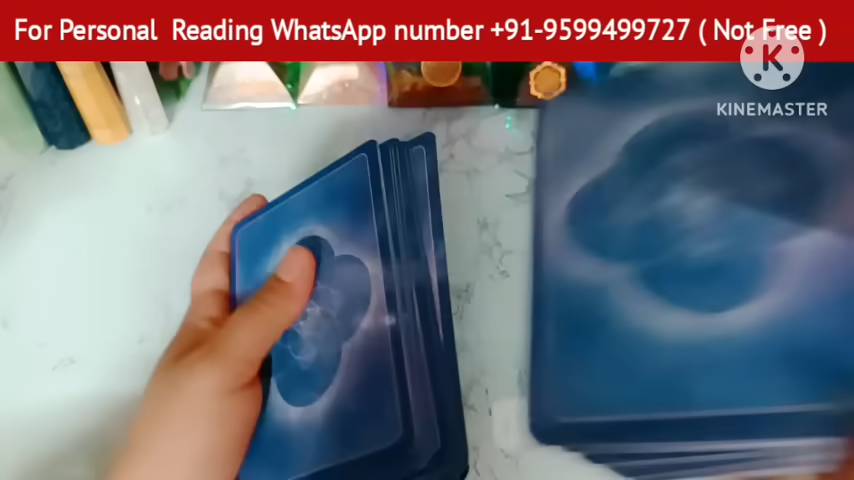 For Personal Reading WhatsApp number +91-9599499727 ( Not Free )
K
KINEMASTER